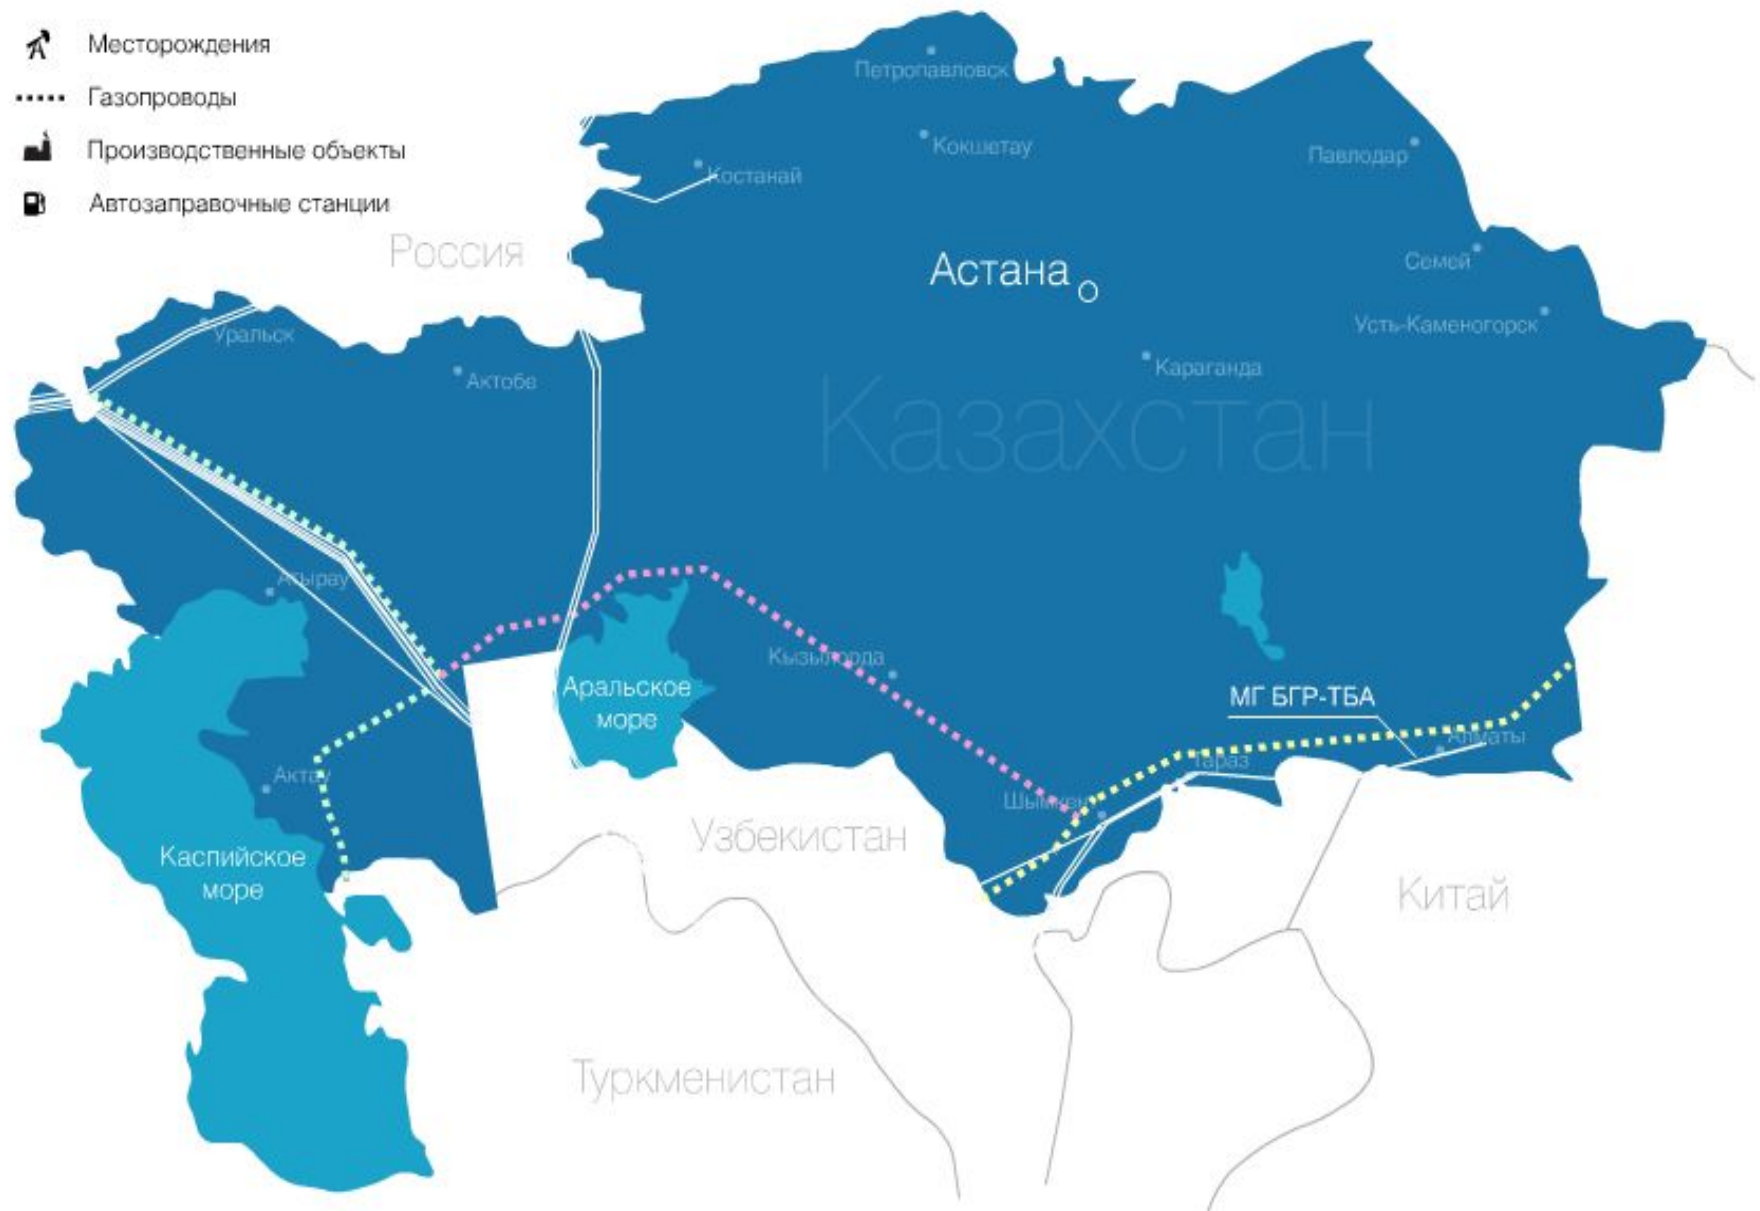 Месторождения
Газопроводы
Производственные объекты
Автозаправочные станции
Петропавловск
Кокшетау
Костанай
Павлодар
Россия
Астана
Семей
Усть-Каменогорск
Уральск
Актобе
Караганда
Казахстан
Атырау
Кызылорда
Аральское
море
МГ БГР-ТБА
Алматы
Тараз
Актау
Шымкент
Узбекистан
Каспийское
море
Китай
Туркменистан